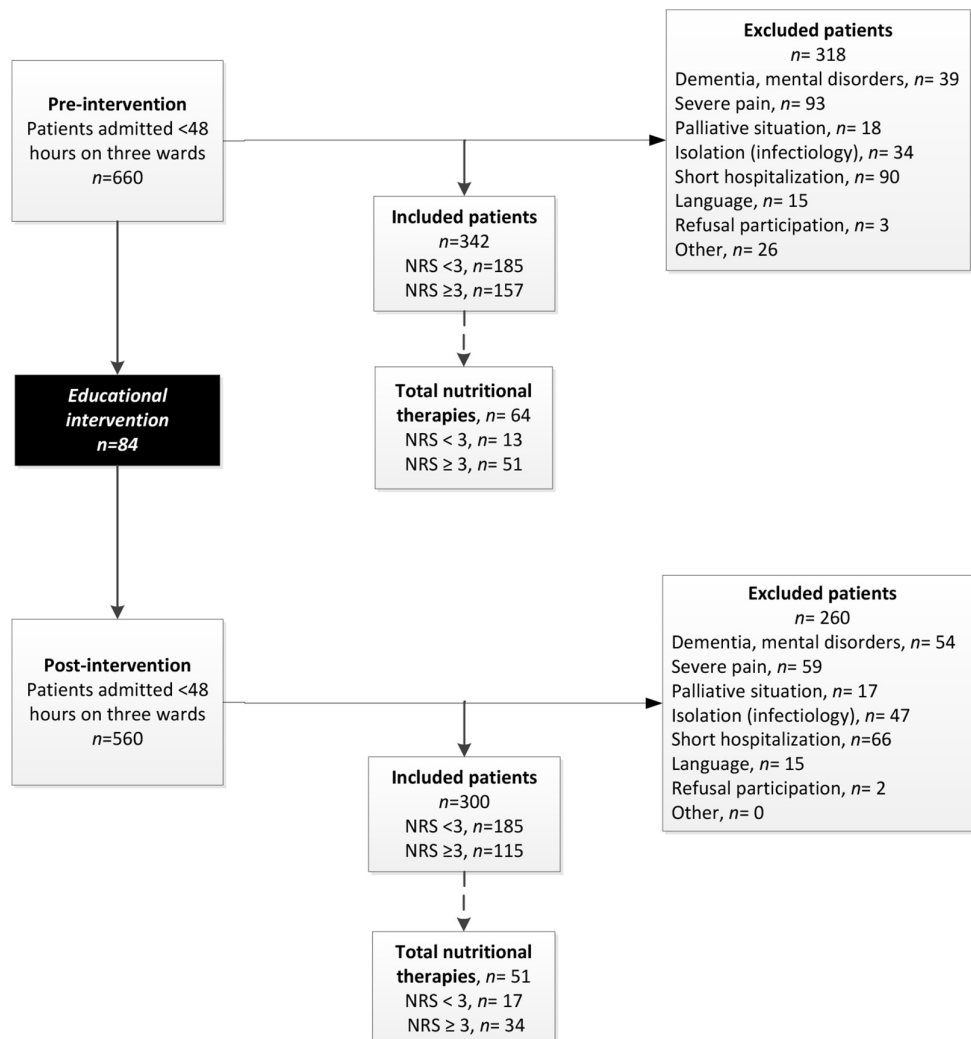 Pre-intervention
Patients admitted <48
hours on three wards
n=660
Excluded patients
n= 318
Dementia, mental disorders, n= 39
Severe pain, n= 93
Palliative situation, n= 18
Isolation (infectiology), n= 34
Short hospitalization, n= 90
Language, n= 15
Refusal participation, n= 3
Other, n= 26
Included patients
n=342
NRS <3, n=185
NRS ≥3, n=157
Total nutritional
therapies, n= 64
NRS < 3, n= 13
NRS ≥ 3, n= 51
Educational
intervention
n=84
Post-intervention
Patients admitted <48
hours on three wards
n=560
Excluded patients
n= 260
Dementia, mental disorders, n= 54
Severe pain, n= 59
Palliative situation, n= 17
Isolation (infectiology), n= 47
Short hospitalization, n=66
Language, n= 15
Refusal participation, n= 2
Other, n= 0
Included patients
n=300
NRS <3, n=185
NRS ≥3, n=115
Total nutritional
therapies, n= 51
NRS < 3, n= 17
NRS ≥ 3, n= 34